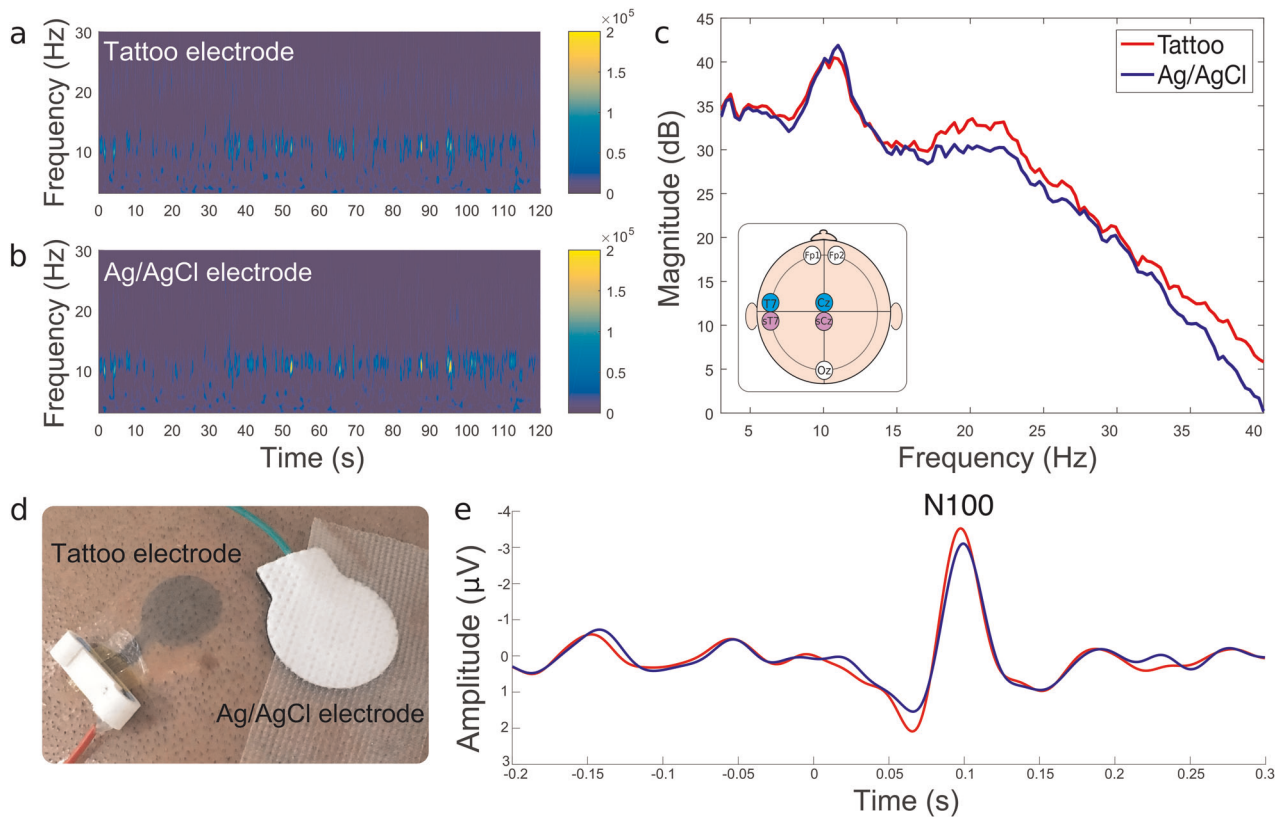 a
Frequency (Hz)
30
20
10
Tattoo electrode
0 10 20 30 40 50 60 70 80 90 100 110 120
×10⁵
2
1.5
1
0.5
0
b
Frequency (Hz)
30
20
10
Ag/AgCl electrode
0 10 20 30 40 50 60 70 80 90 100 110 120
Time (s)
×10⁵
2
1.5
1
0.5
0
c
Magnitude (dB)
45
40
35
30
25
20
15
10
5
0
Tattoo
Ag/AgCl
Fp1 Fp2
T7 Cz
sT7 sCz
Oz
5 10 15 20 25 30 35 40
Frequency (Hz)
d
Tattoo electrode
Ag/AgCl electrode
e
N100
Amplitude (μV)
-4
-3
-2
-1
0
1
2
3
-0.2 -0.15 -0.1 -0.05 0 0.05 0.1 0.15 0.2 0.25 0.3
Time (s)